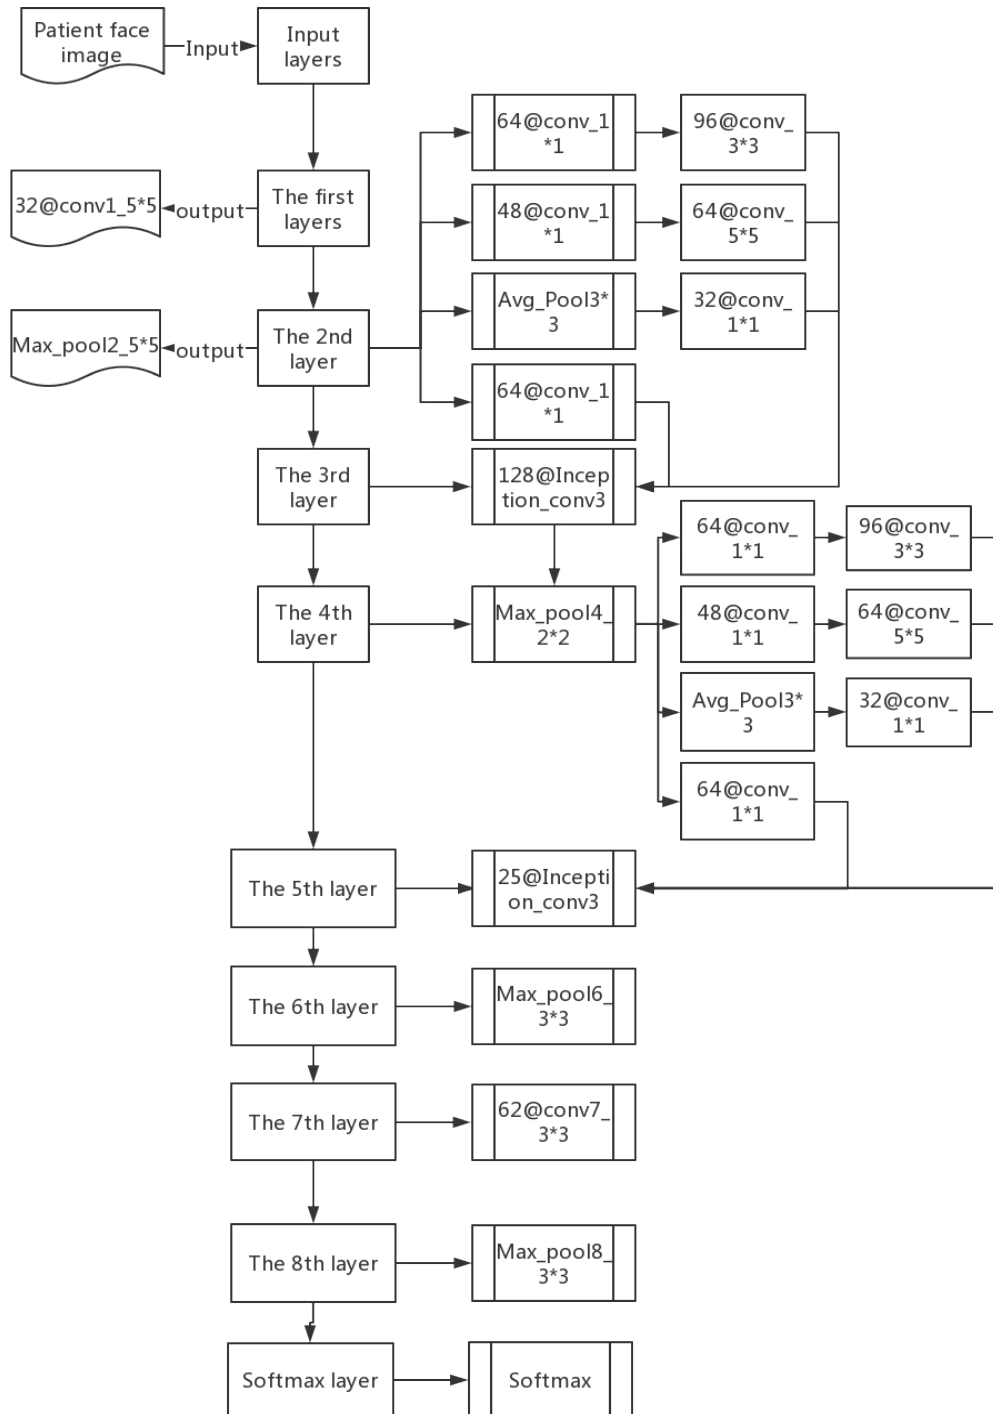 Patient face
image
Input
Input
layers
64@conv_1
*1
96@conv_
3*3
32@conv1_5*5
output
The first
layers
48@conv_1
*1
64@conv_
5*5
Avg_Pool3*
3
32@conv_
1*1
Max_pool2_5*5
output
The 2nd
layer
64@conv_1
*1
The 3rd
layer
128@Incep
tion_conv3
64@conv_
1*1
96@conv_
3*3
The 4th
layer
Max_pool4_
2*2
48@conv_
1*1
64@conv_
5*5
Avg_Pool3*
3
32@conv_
1*1
64@conv_
1*1
The 5th layer
25@Incepti
on_conv3
The 6th layer
Max_pool6_
3*3
The 7th layer
62@conv7_
3*3
The 8th layer
Max_pool8_
3*3
Softmax layer
Softmax